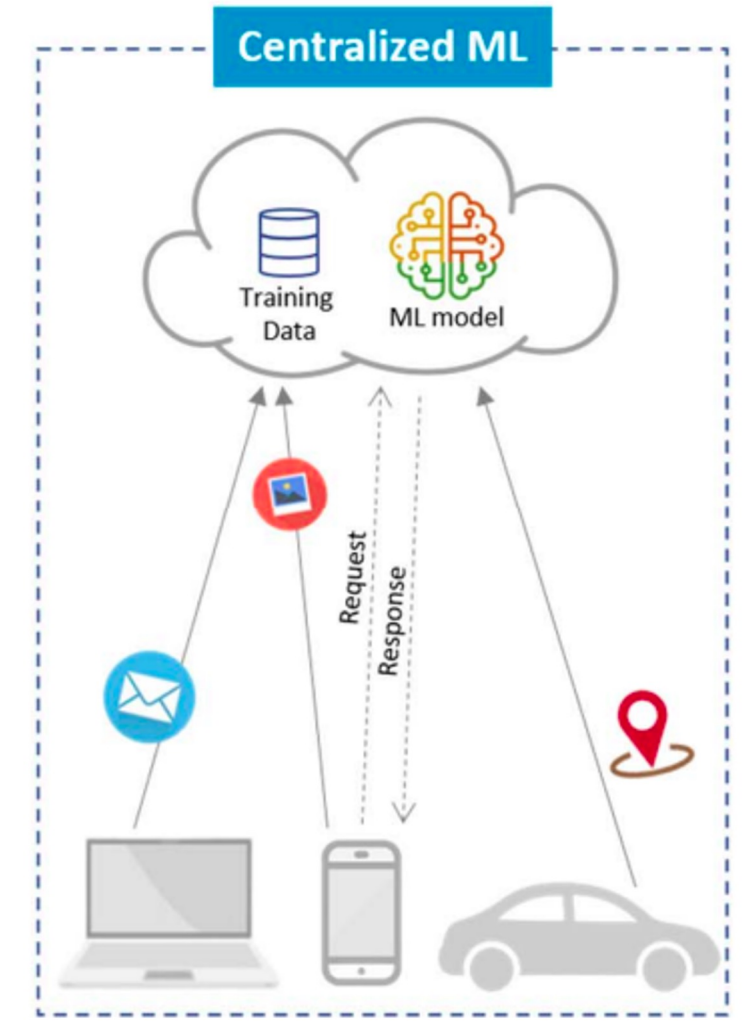 Centralized ML
Training
Data
ML model
Request
Response